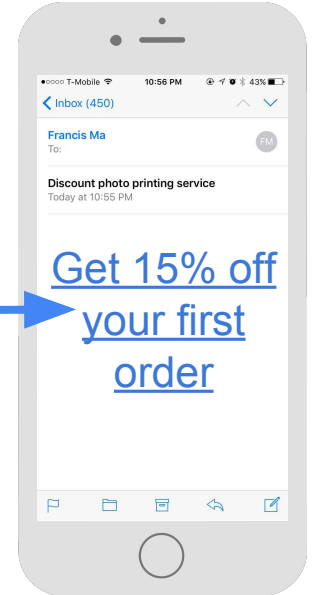 T-Mobile 10:56 PM 43%
Inbox (450)
Francis Ma
FM
To:
Discount photo printing service
Today at 10:55 PM
Get 15% off
your first
order